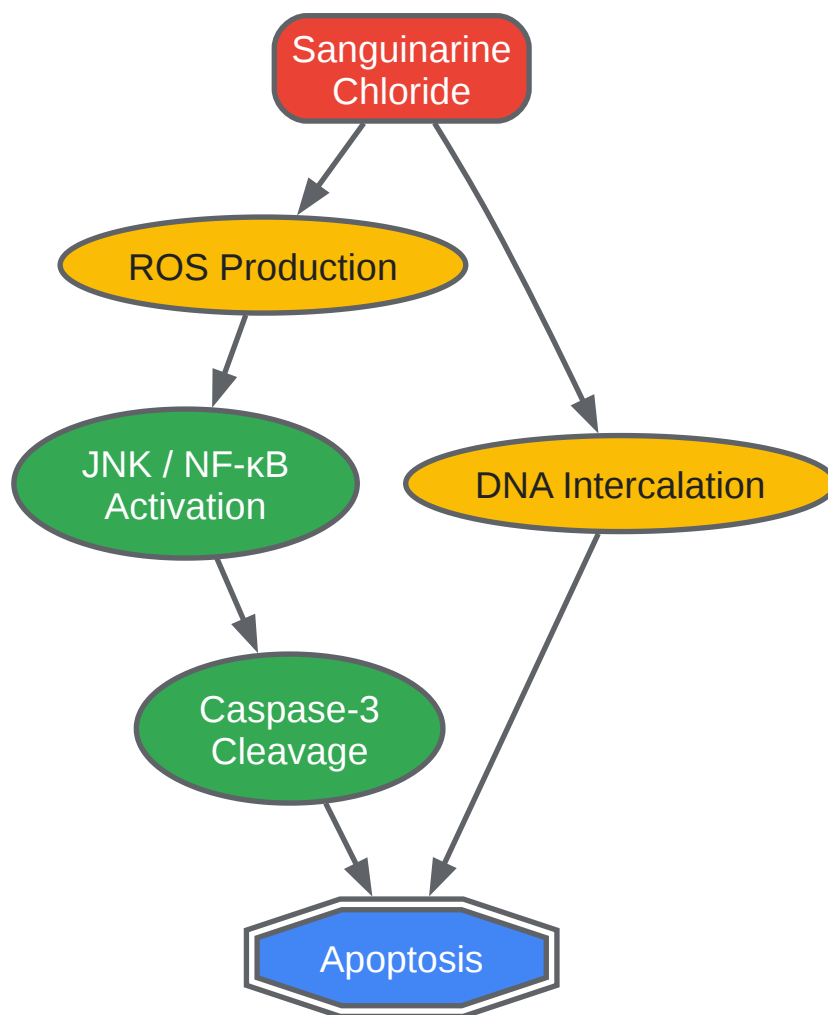 Sanguinarine
Chloride
ROS Production
JNK / NF-κB
Activation
DNA Intercalation
Caspase-3
Cleavage
Apoptosis